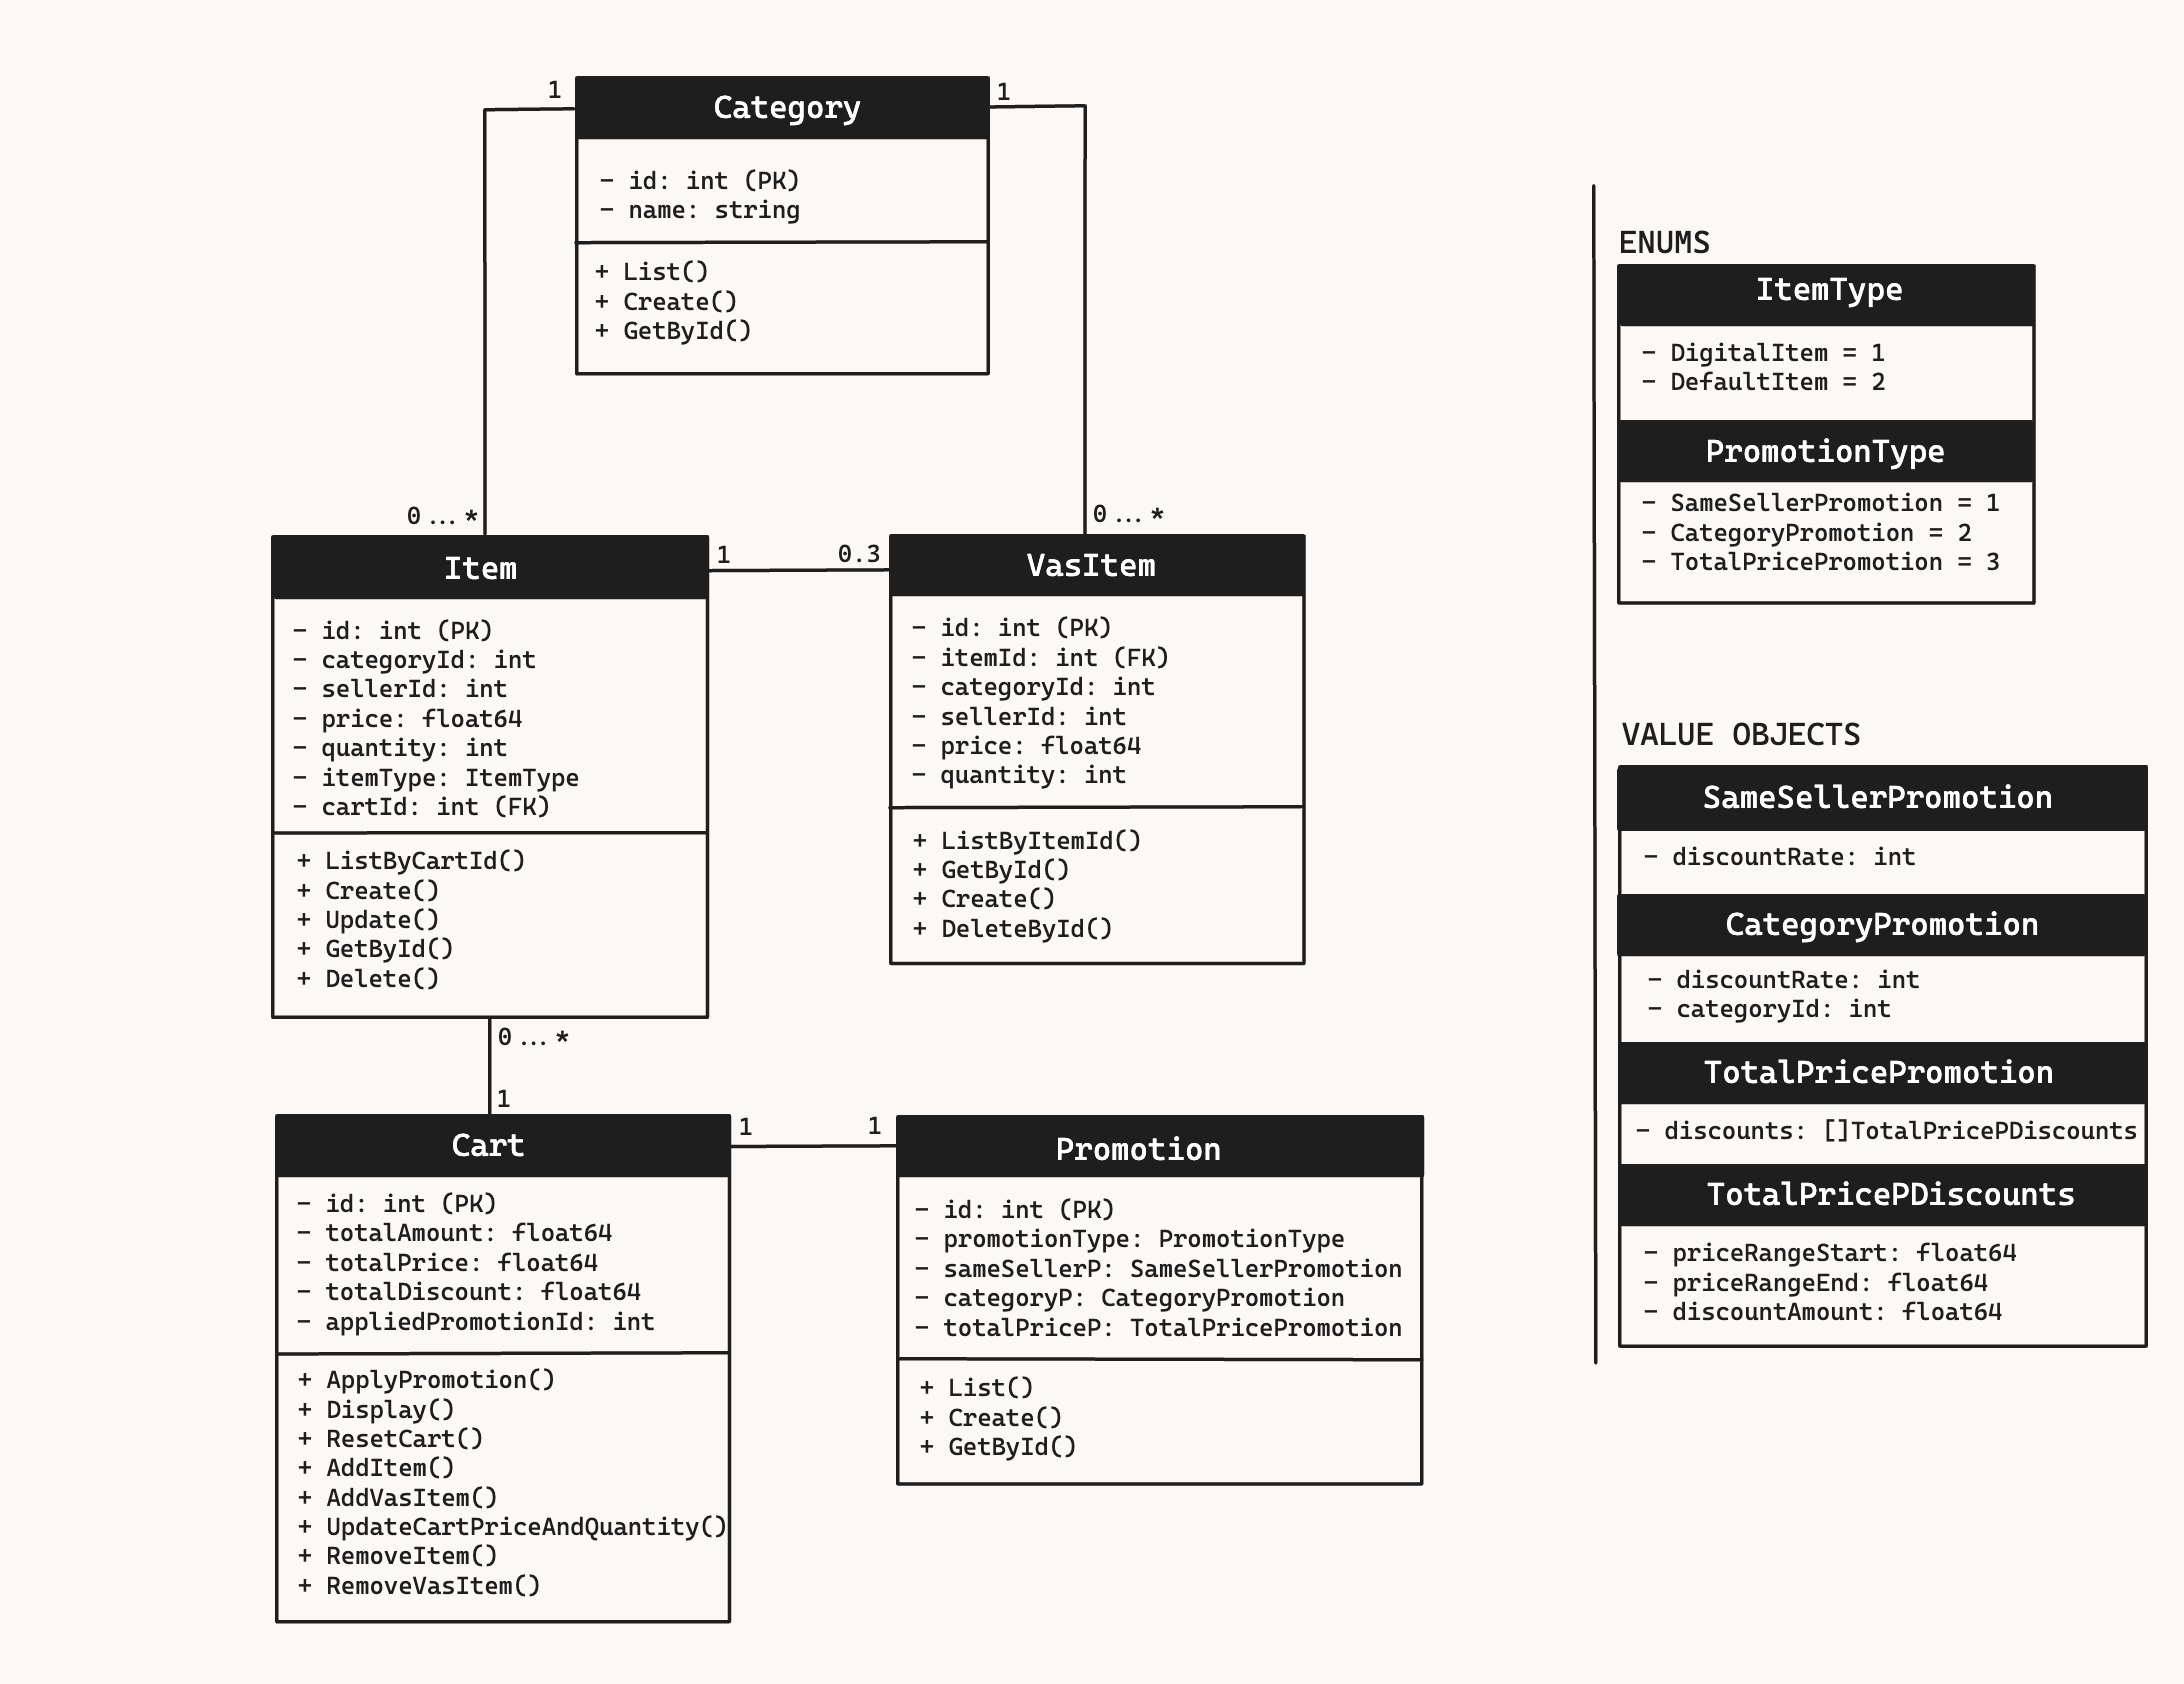 1
Category
1
- id: int (PK)
- name: string
+ List()
+ Create()
+ GetById()
0...*
0...*
Item
1
0.3
VasItem
- id: int (PK)
- categoryId: int
- sellerId: int
- price: float64
- quantity: int
- itemType: ItemType
- cartId: int (FK)
+ ListByCartId()
+ Create()
+ Update()
+ GetById()
+ Delete()
- id: int (PK)
- itemId: int (FK)
- categoryId: int
- sellerId: int
- price: float64
- quantity: int
+ ListByItemId()
+ GetById()
+ Create()
+ DeleteById()
0...*
1
Cart
1
1
Promotion
- id: int (PK)
- totalAmount: float64
- totalPrice: float64
- totalDiscount: float64
- appliedPromotionId: int
+ ApplyPromotion()
+ Display()
+ ResetCart()
+ AddItem()
+ AddVasItem()
+ UpdateCartPriceAndQuantity()
+ RemoveItem()
+ RemoveVasItem()
- id: int (PK)
- promotionType: PromotionType
- sameSellerP: SameSellerPromotion
- categoryP: CategoryPromotion
- totalPriceP: TotalPricePromotion
+ List()
+ Create()
+ GetById()
ENUMS
ItemType
- DigitalItem = 1
- DefaultItem = 2
PromotionType
- SameSellerPromotion = 1
- CategoryPromotion = 2
- TotalPricePromotion = 3
VALUE OBJECTS
SameSellerPromotion
- discountRate: int
CategoryPromotion
- discountRate: int
- categoryId: int
TotalPricePromotion
- discounts: []TotalPricePDiscounts
TotalPricePDiscounts
- priceRangeStart: float64
- priceRangeEnd: float64
- discountAmount: float64